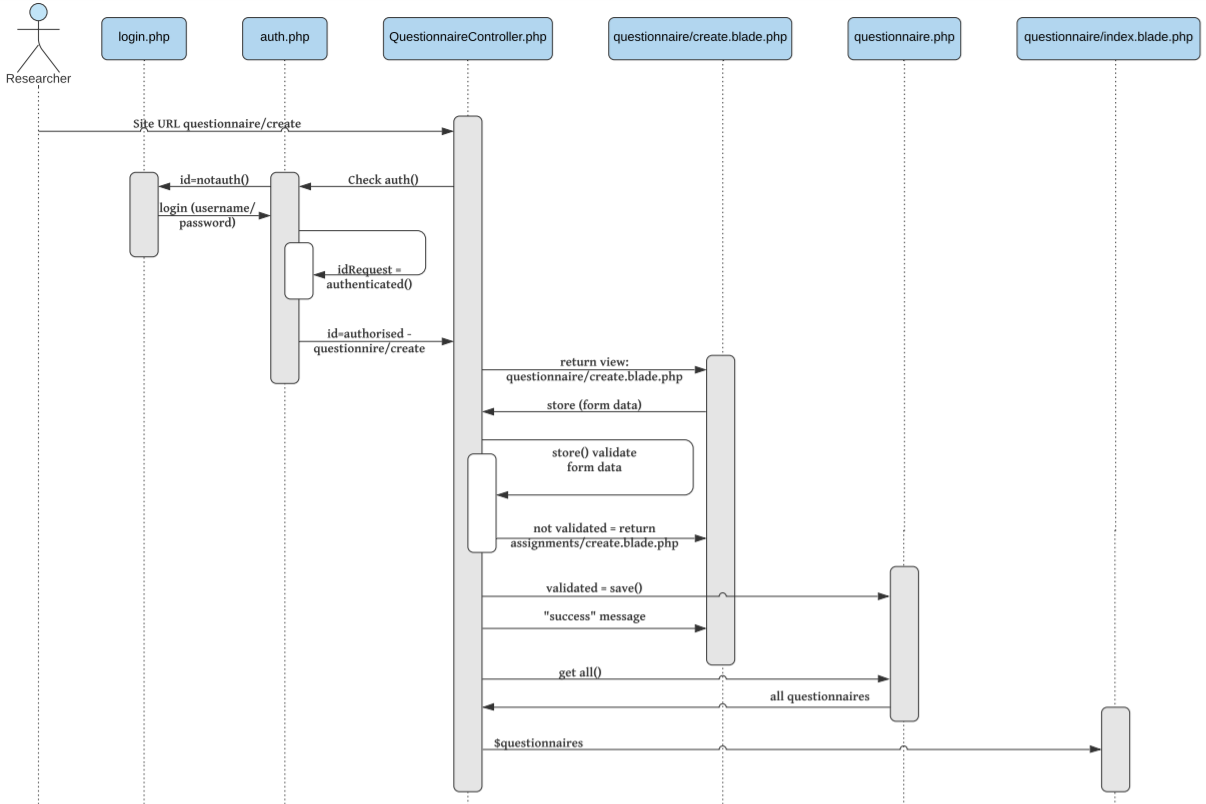 login.php
auth.php
QuestionnaireController.php
questionnaire/create.blade.php
questionnaire.php
questionnaire/index.blade.php
Researcher
Site URL questionnaire/create
id=notauth()
Check auth()
login (username/
password)
idRequest =
authenticated()
id=authorised -
questionnire/create
return view:
questionnaire/create.blade.php
store (form data)
store() validate
form data
not validated = return
assignments/create.blade.php
validated = save()
"success" message
get all()
all questionnaires
$questionnaires